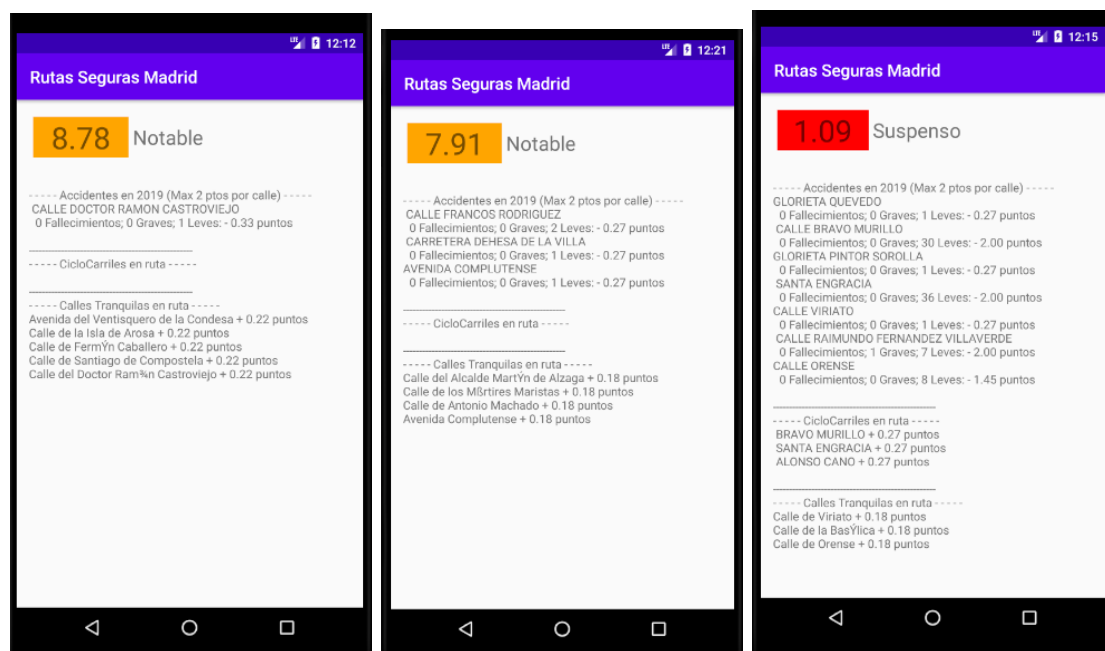 12:12
Rutas Seguras Madrid
8.78 Notable
- - - - - Accidentes en 2019 (Max 2 ptos por calle) - - - - -
CALLE DOCTOR RAMON CASTROVIEJO
0 Fallecimientos; 0 Graves; 1 Leves: - 0.33 puntos
- - - - - CicloCarriles en ruta - - - - -
- - - - - Calles Tranquilas en ruta - - - - -
Avenida del Ventisquero de la Condesa + 0.22 puntos
Calle de la Isla de Arosa + 0.22 puntos
Calle de FermÝn Caballero + 0.22 puntos
Calle de Santiago de Compostela + 0.22 puntos
Calle del Doctor Ram¾n Castroviejo + 0.22 puntos
12:21
Rutas Seguras Madrid
7.91 Notable
- - - - - Accidentes en 2019 (Max 2 ptos por calle) - - - - -
CALLE FRANCOS RODRIGUEZ
0 Fallecimientos; 0 Graves; 2 Leves: - 0.27 puntos
CARRETERA DEHESA DE LA VILLA
0 Fallecimientos; 0 Graves; 1 Leves: - 0.27 puntos
AVENIDA COMPLUTENSE
0 Fallecimientos; 0 Graves; 1 Leves: - 0.27 puntos
- - - - - CicloCarriles en ruta - - - - -
- - - - - Calles Tranquilas en ruta - - - - -
Calle del Alcalde MartÝn de Alzaga + 0.18 puntos
Calle de los Mßrtires Maristas + 0.18 puntos
Calle de Antonio Machado + 0.18 puntos
Avenida Complutense + 0.18 puntos
12:15
Rutas Seguras Madrid
1.09 Suspenso
- - - - - Accidentes en 2019 (Max 2 ptos por calle) - - - - -
GLORIETA QUEVEDO
0 Fallecimientos; 0 Graves; 1 Leves: - 0.27 puntos
CALLE BRAVO MURILLO
0 Fallecimientos; 0 Graves; 30 Leves: - 2.00 puntos
GLORIETA PINTOR SOROLLA
0 Fallecimientos; 0 Graves; 1 Leves: - 0.27 puntos
SANTA ENGRACIA
0 Fallecimientos; 0 Graves; 36 Leves: - 2.00 puntos
CALLE VIRIATO
0 Fallecimientos; 0 Graves; 1 Leves: - 0.27 puntos
CALLE RAIMUNDO FERNANDEZ VILLAVERDE
0 Fallecimientos; 1 Graves; 7 Leves: - 2.00 puntos
CALLE ORENSE
0 Fallecimientos; 0 Graves; 8 Leves: - 1.45 puntos
- - - - - CicloCarriles en ruta - - - - -
BRAVO MURILLO + 0.27 puntos
SANTA ENGRACIA + 0.27 puntos
ALONSO CANO + 0.27 puntos
- - - - - Calles Tranquilas en ruta - - - - -
Calle de Viriato + 0.18 puntos
Calle de la BasÝlica + 0.18 puntos
Calle de Orense + 0.18 puntos